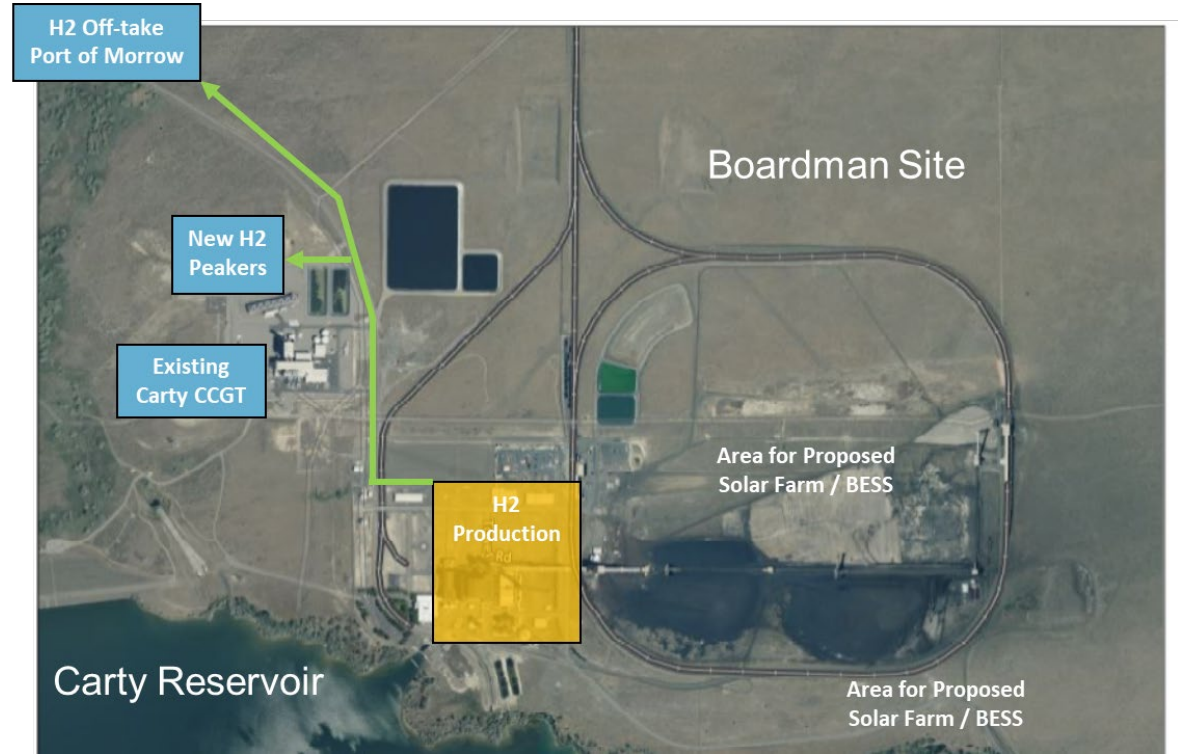 H2 Off-take
Port of Morrow
Boardman Site
New H2
Peakers
Existing
Carty CCGT
Area for Proposed
Solar Farm / BESS
H2
Production
Rd
Carty Reservoir
Area for Proposed
Solar Farm / BESS